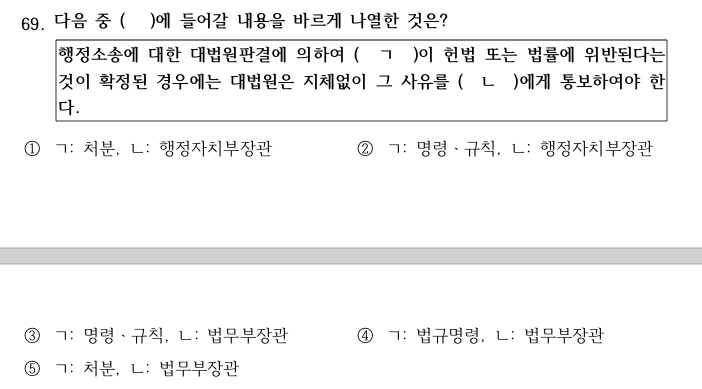 69. 다음 중 (    )에 들어갈 내용을 바르게 나열한 것은?
행정소송에 대한 대법원판결에 의하여 (  ㄱ  )이 헌법 또는 법률에 위반된다는
것이 확정된 경우에는 대법원은 지체없이 그 사유를 (  ㄴ  )에게 통보하여야 한
다.
① ㄱ: 처분, ㄴ: 행정자치부장관    ② ㄱ: 명령ㆍ규칙, ㄴ: 행정자치부장관
③ ㄱ: 명령ㆍ규칙, ㄴ: 법무부장관    ④ ㄱ: 법규명령, ㄴ: 법무부장관
⑤ ㄱ: 처분, ㄴ: 법무부장관